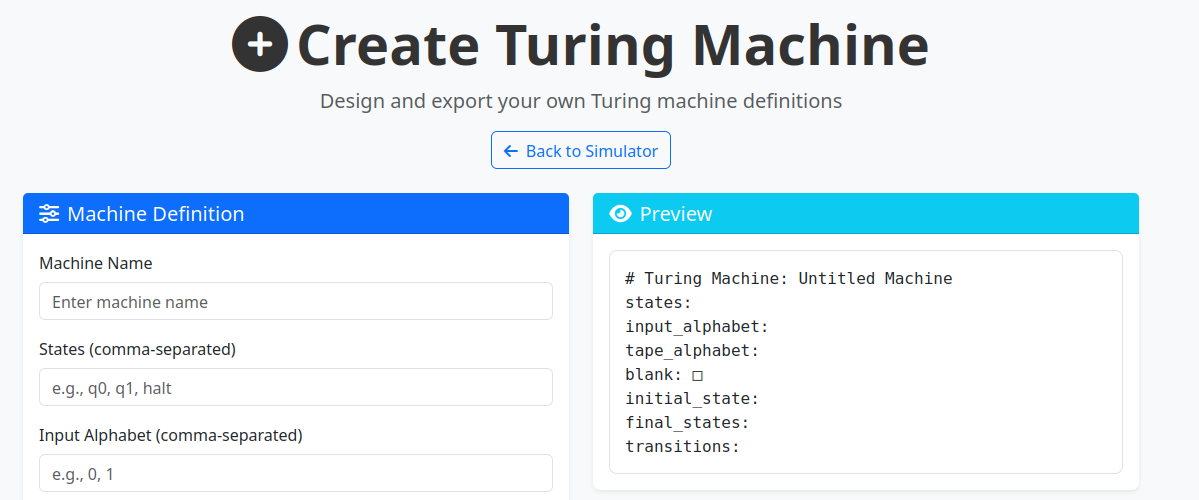 Create Turing Machine
Design and export your own Turing machine definitions
Back to Simulator
Machine Definition
Machine Name
Enter machine name
States (comma-separated)
e.g., q0, q1, halt
Input Alphabet (comma-separated)
e.g., 0, 1
Preview
# Turing Machine: Untitled Machine
states:
input_alphabet:
tape_alphabet:
blank: □
initial_state:
final_states:
transitions: